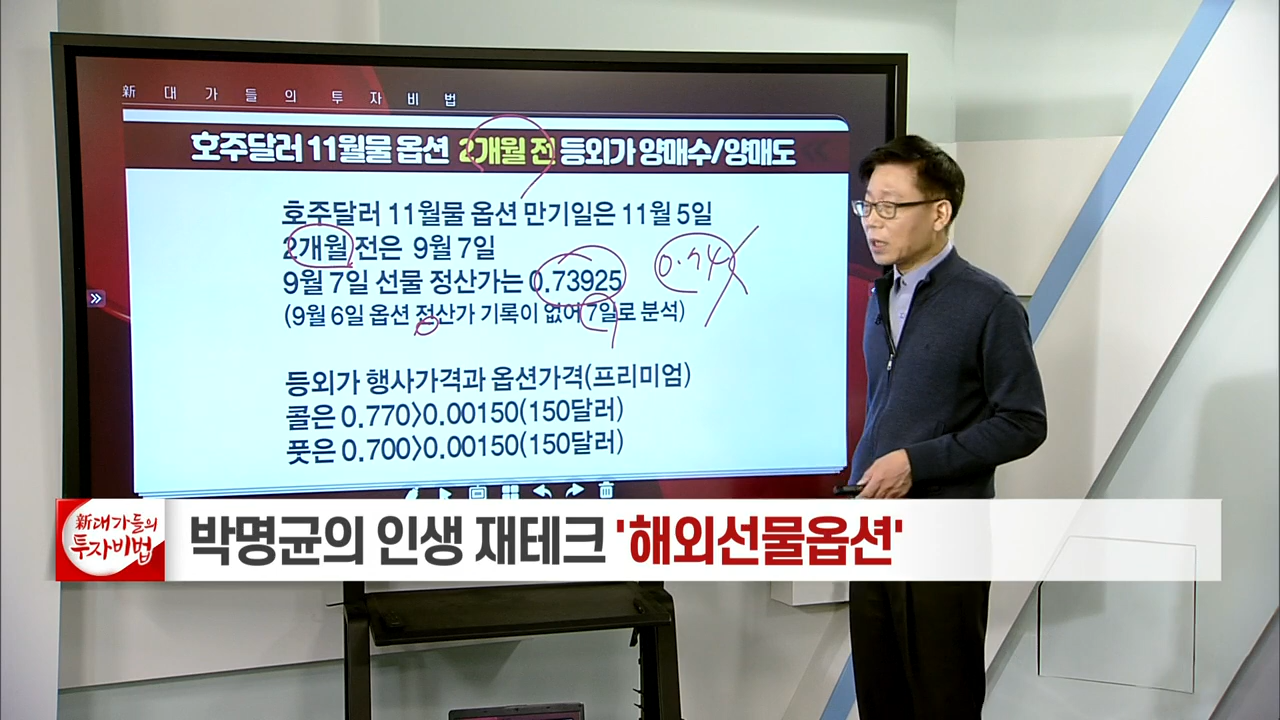 新 대 가 들 의 투 자 비 법
호주달러 11월물 옵션 2개월 전 등외가 양매수/양매도
호주달러 11월물 옵션 만기일은 11월 5일
2개월 전은 9월 7일
9월 7일 선물 정산가는 0.73925
0.74
(9월 6일 옵션 전산가 기록이 없어 7일로 분석)
등외가 행사가격과 옵션가격(프리미엄)
콜은 0.770>0.00150(150달러)
풋은 0.700>0.00150(150달러)
新대가들의
투자비법
박명균의 인생 재테크 '해외선물옵션'